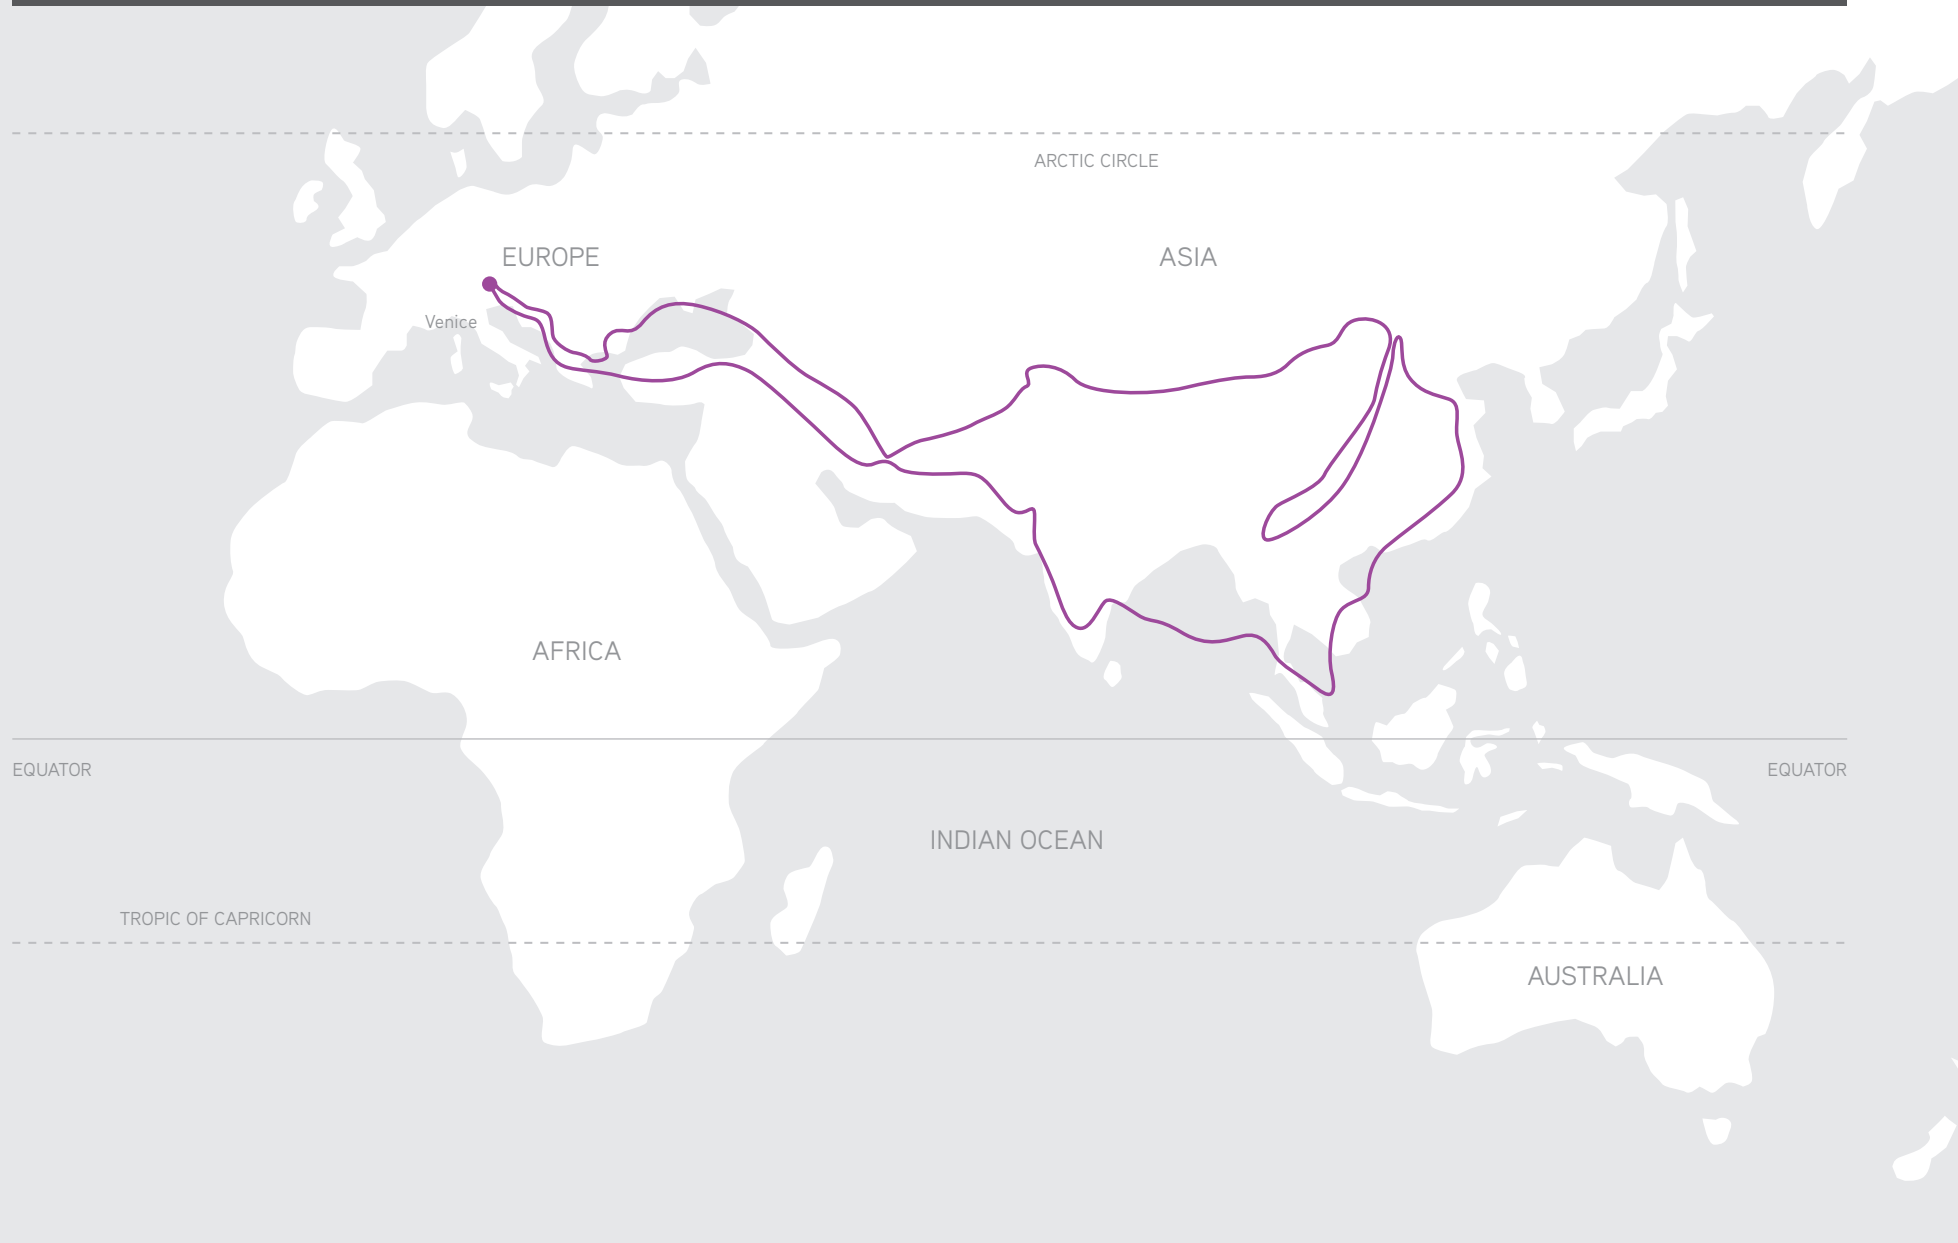 ARCTIC CIRCLE
EUROPE
ASIA
Venice
AFRICA
EQUATOR
EQUATOR
INDIAN OCEAN
TROPIC OF CAPRICORN
AUSTRALIA